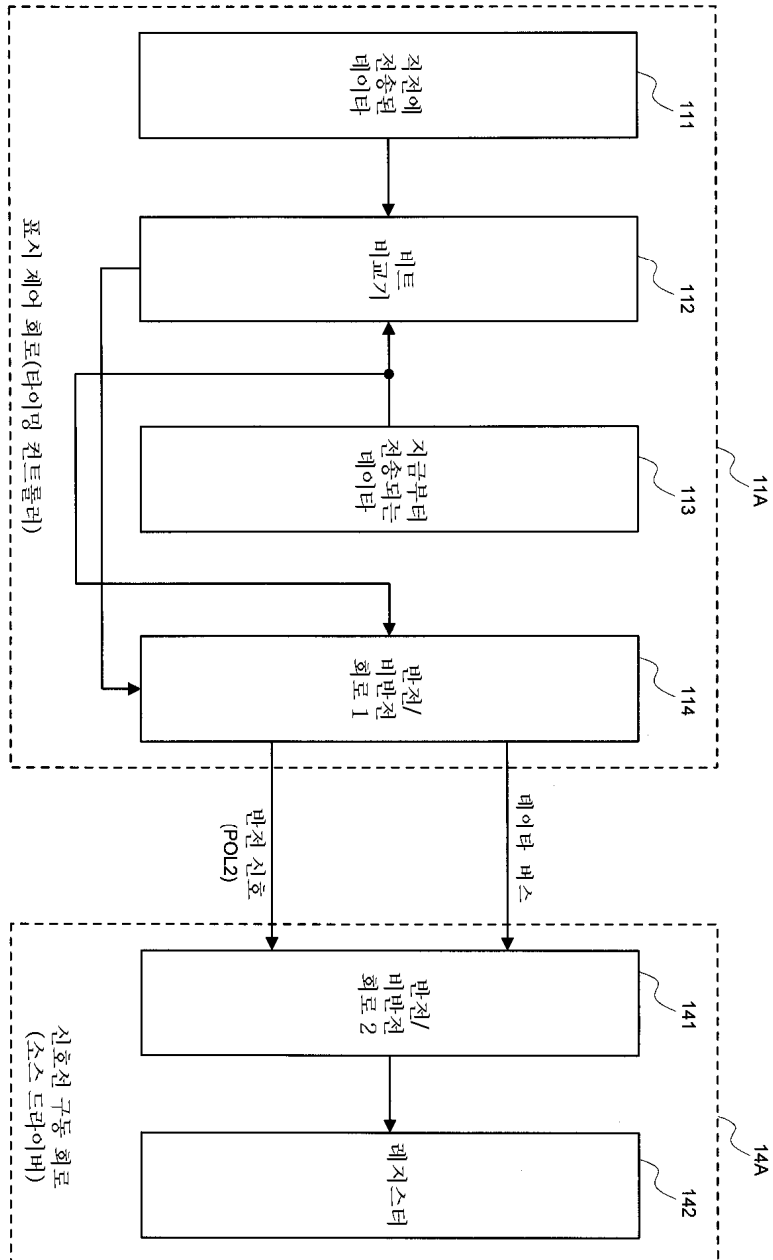 11A
111
직전에
전송된
데이타
112
비트
비교기
113
지금부터
전송되는
데이타
114
반전/
비반전
회로 1
표시 제어 회로(타이밍 컨트롤러)
데이타 버스
반전 신호
(POL2)
14A
141
반전/
비반전
회로 2
142
레지스터
신호선 구동 회로
(소스 드라이버)